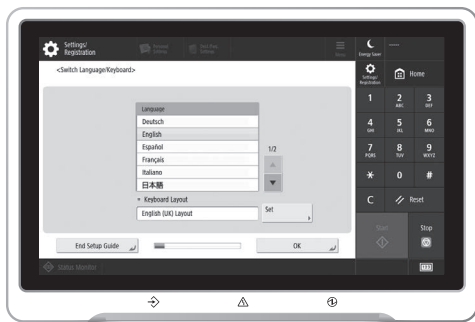 Settings/
Registration
Menu
Energy Saver
<Switch Language/Keyboard>
Settings/
Registration
Home
Language
Deutsch
English
Español
Français
Italiano
日本語
1/2
Keyboard Layout
English (UK) Layout
Set
End Setup Guide
OK
Status Monitor
1
2 ABC
3 DEF
4 GHI
5 JKL
6 MNO
7 PQRS
8 TUV
9 WXYZ
* 0 #
C
Reset
Start
Stop